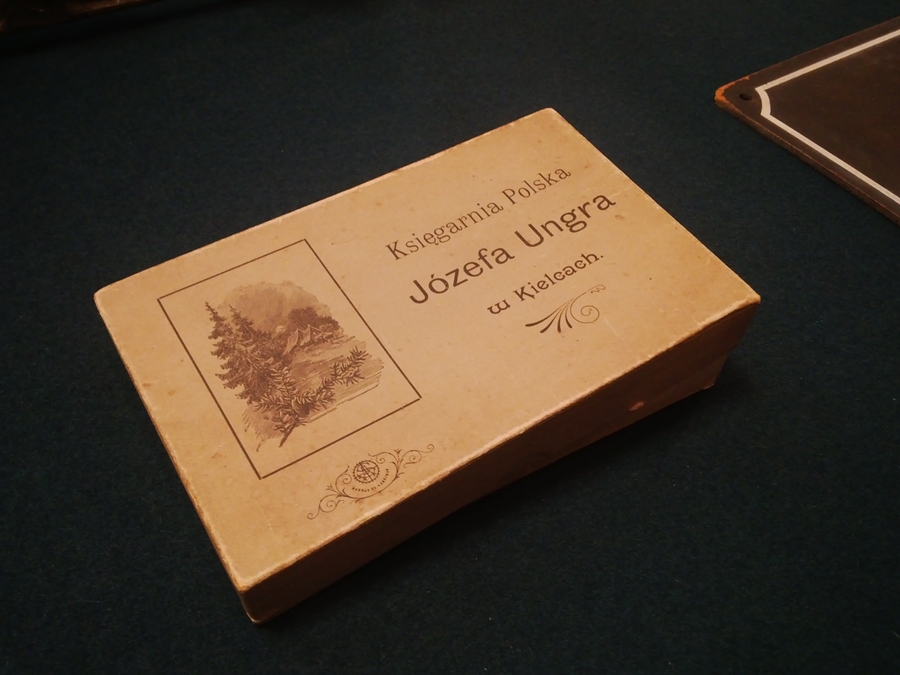 Księgarnia Polska
Józefa Ungra
w Kielcach.